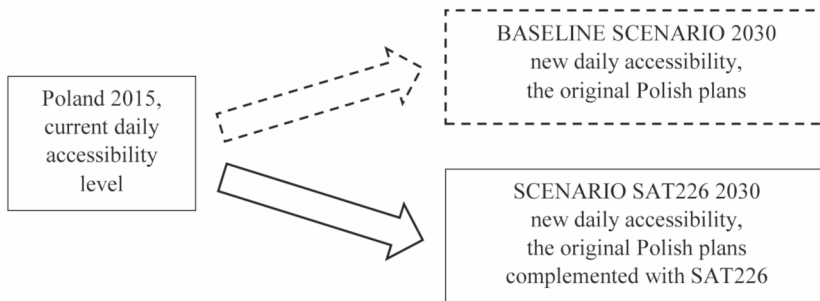 Poland 2015,
current daily
accessibility
level
BASELINE SCENARIO 2030
new daily accessibility,
the original Polish plans
SCENARIO SAT226 2030
new daily accessibility,
the original Polish plans
complemented with SAT226